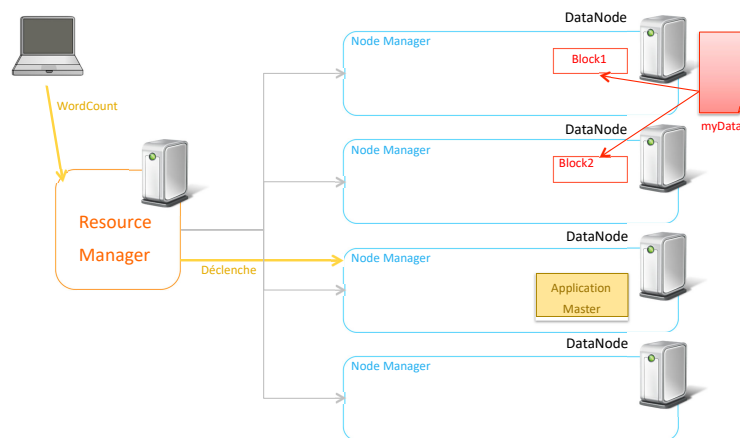 DataNode
Node Manager
Block1
WordCount
myData
DataNode
Node Manager
Block2
Resource
Manager
DataNode
Déclenche
Node Manager
Application
Master
DataNode
Node Manager